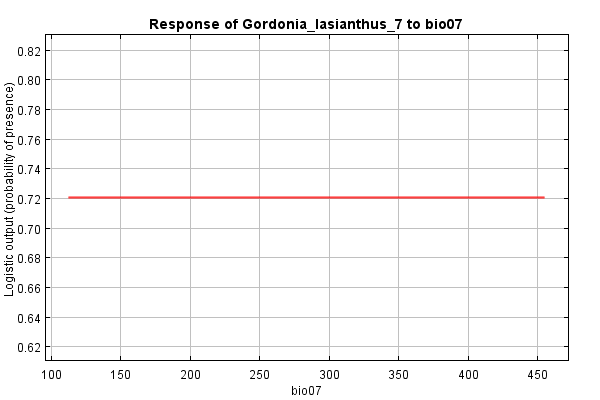 Response of Gordonia_lasianthus_7 to bio07
Logistic output (probability of presence)
0.82
0.80
0.78
0.76
0.74
0.72
0.70
0.68
0.66
0.64
0.62
100 150 200 250 300 350 400 450
bio07